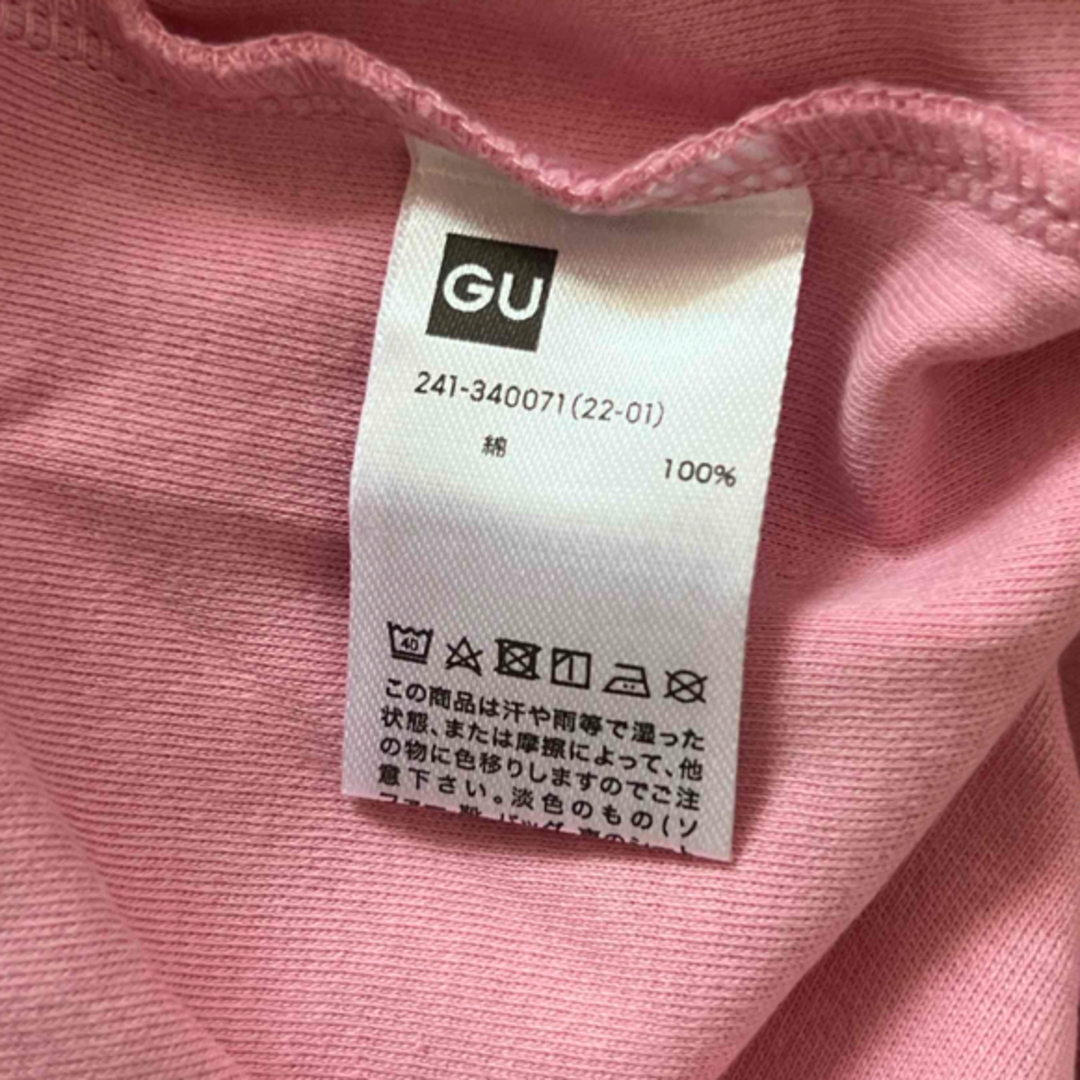 GU
241-340071(22-01)
綿 100%
40
この商品は汗や雨等で湿った
状態、または摩擦によって、他
の物に色移りしますのでご注
意下さい。淡色のもの(ソ